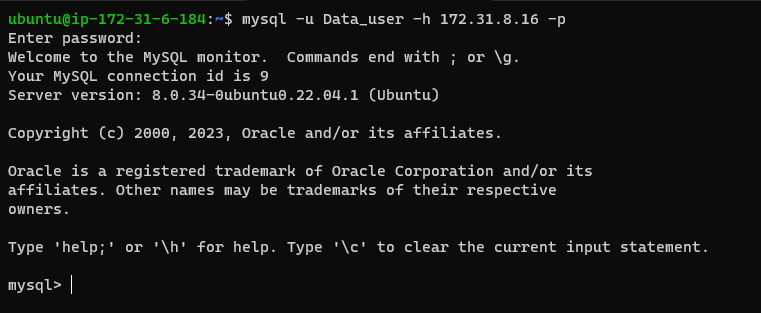 ubuntu@ip-172-31-6-184:~$ mysql -u Data_user -h 172.31.8.16 -p
Enter password:
Welcome to the MySQL monitor.  Commands end with ; or \g.
Your MySQL connection id is 9
Server version: 8.0.34-0ubuntu0.22.04.1 (Ubuntu)

Copyright (c) 2000, 2023, Oracle and/or its affiliates.

Oracle is a registered trademark of Oracle Corporation and/or its
affiliates. Other names may be trademarks of their respective
owners.

Type 'help;' or '\h' for help. Type '\c' to clear the current input statement.

mysql>